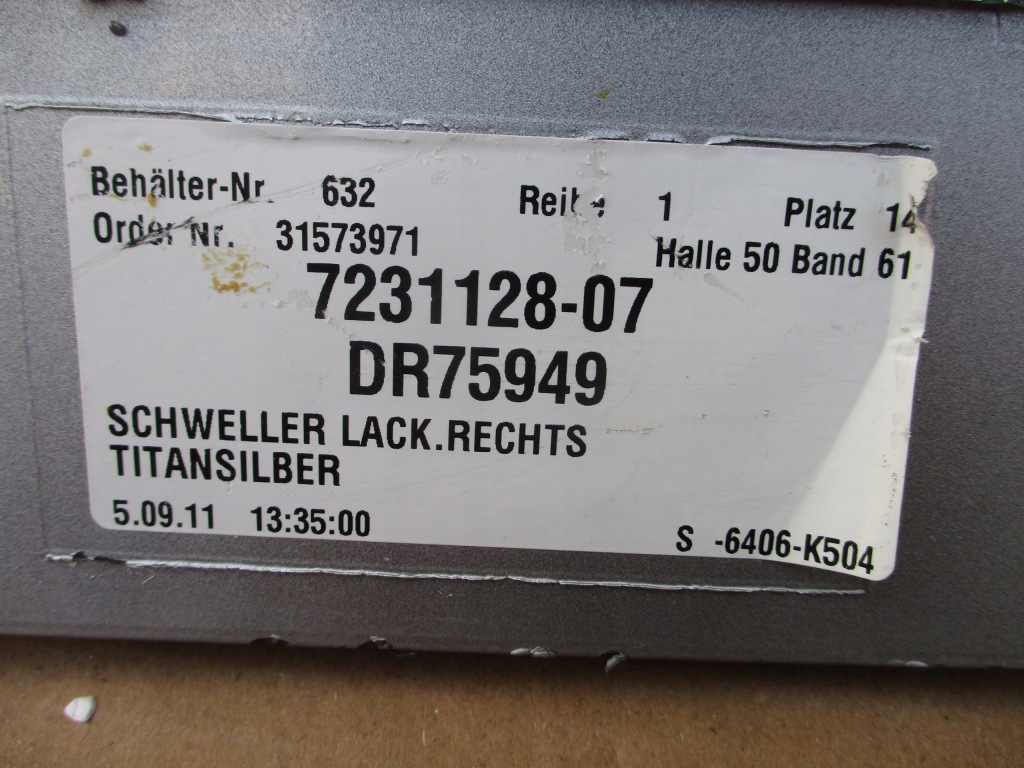 Behälter-Nr. 632 Reihe 1 Platz 14
Order Nr. 31573971 Halle 50 Band 61
7231128-07
DR75949
SCHWELLER LACK.RECHTS
TITANSILBER
5.09.11 13:35:00 S -6406-K504